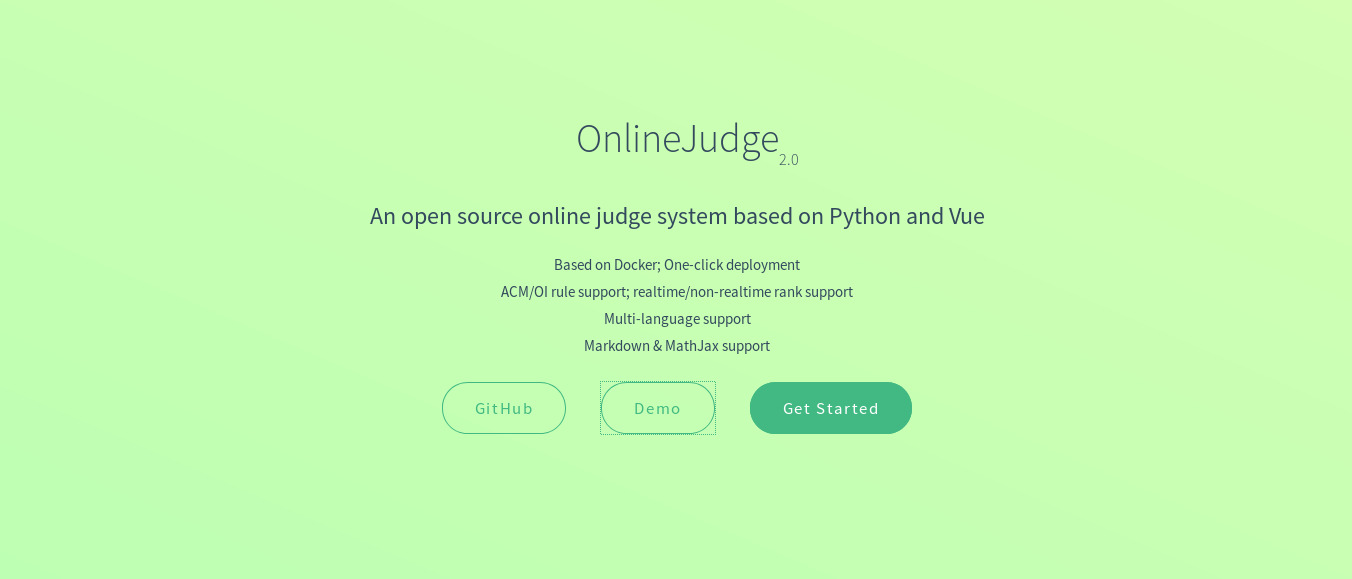 OnlineJudge 2.0
An open source online judge system based on Python and Vue
Based on Docker; One-click deployment
ACM/OI rule support; realtime/non-realtime rank support
Multi-language support
Markdown & MathJax support
GitHub Demo Get Started